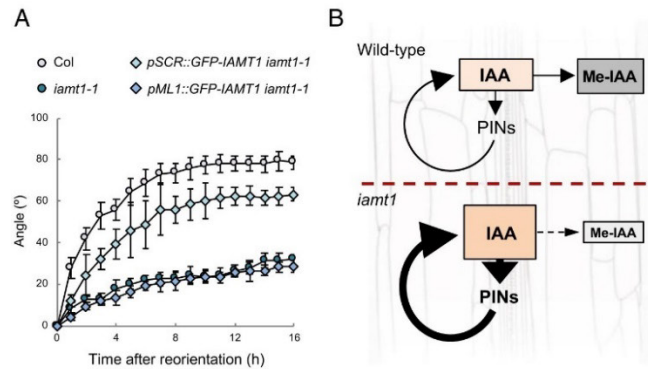 A
Col
pSCR::GFP-IAMT1 iamt1-1
iamt1-1
pML1::GFP-IAMT1 iamt1-1
Angle (°)
100
80
60
40
20
0
0 4 8 12 16
Time after reorientation (h)
B
Wild-type
IAA
Me-IAA
PINs
iamt1
IAA
Me-IAA
PINs